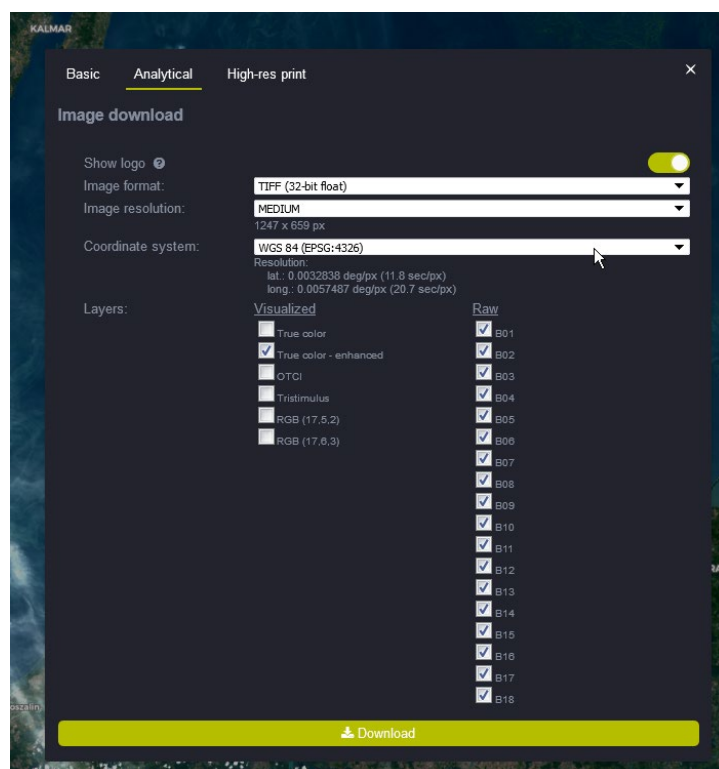 KALMAR
Basic Analytical High-res print ×
Image download
Show logo ?
Image format: TIFF (32-bit float)
Image resolution: MEDIUM
1247 x 659 px
Coordinate system: WGS 84 (EPSG:4326)
Resolution:
lat.: 0.0032838 deg/px (11.8 sec/px)
long.: 0.0057487 deg/px (20.7 sec/px)
Layers: Visualized Raw
True color B01
True color - enhanced B02
OTCI B03
Tristimulus B04
RGB (17,5,2) B05
RGB (17,6,3) B06
B07
B08
B09
B10
B11
B12
B13
B14
B15
B16
B17
B18
oszalin
Download